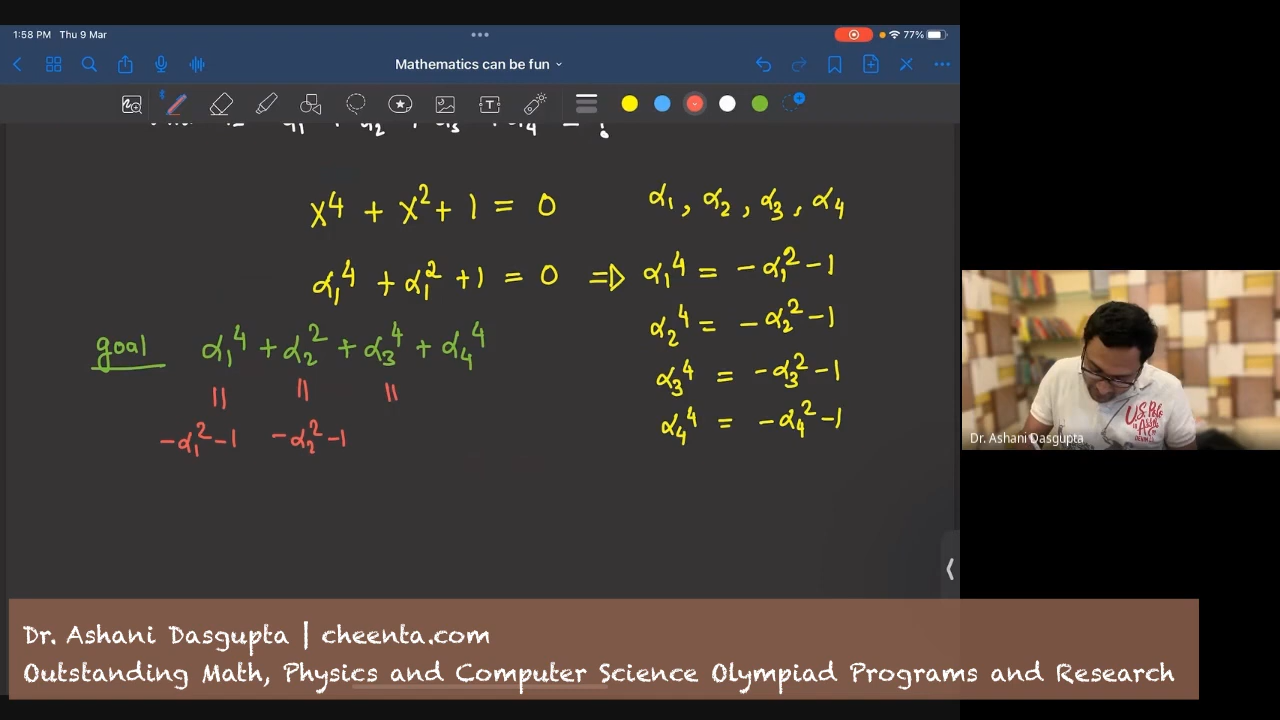 1:58 PM Thu 9 Mar
77%
Mathematics can be fun
x⁴ + x² + 1 = 0
α₁, α₂, α₃, α₄
α₁⁴ + α₁² + 1 = 0 ⇒ α₁⁴ = -α₁² - 1
α₂⁴ = -α₂² - 1
goal α₁⁴ + α₂² + α₃⁴ + α₄⁴
α₃⁴ = -α₃² - 1
|| || ||
α₄⁴ = -α₄² - 1
-α₁² - 1 -α₂² - 1
US Polo
Dr. Ashani Dasgupta
Dr. Ashani Dasgupta | cheenta.com
Outstanding Math, Physics and Computer Science Olympiad Programs and Research